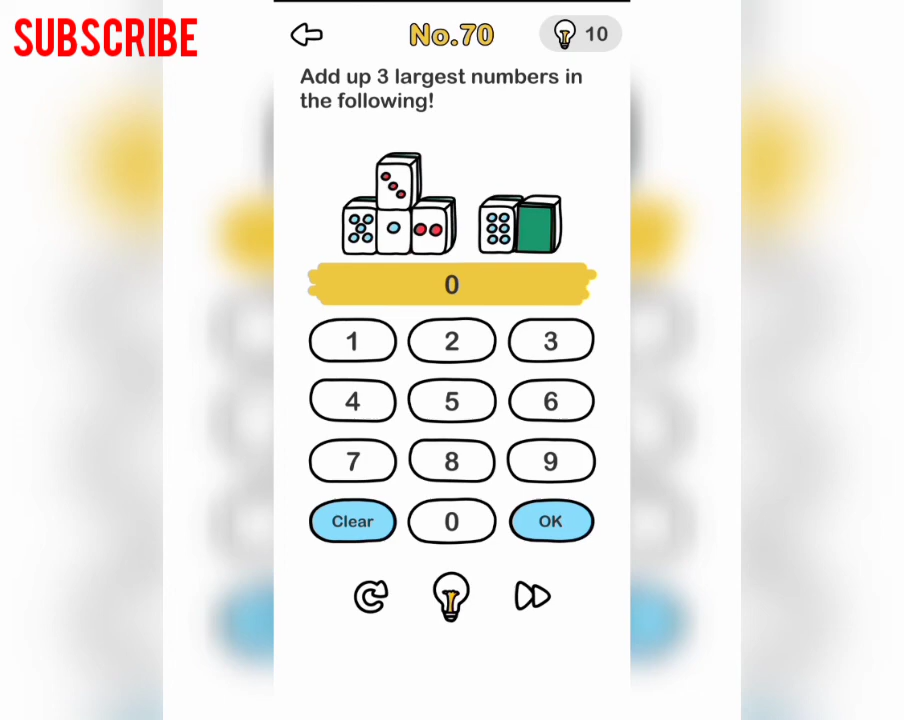 SUBSCRIBE
No.70
10
Add up 3 largest numbers in
the following!
0
1 2 3
4 5 6
7 8 9
Clear 0 OK